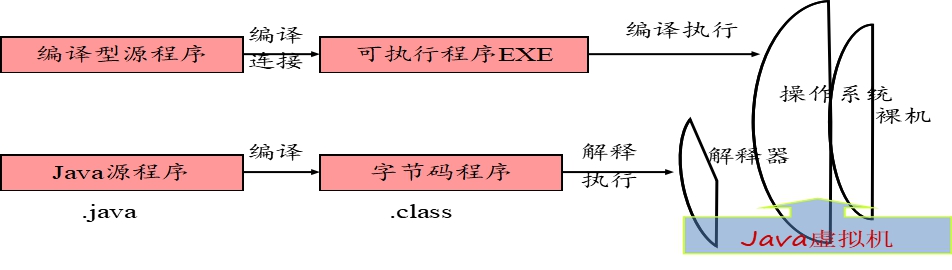 编译型源程序
编译
连接
可执行程序EXE
编译执行
操作系统
裸机
Java源程序
编译
字节码程序
解释
执行
解释器
.java
.class
Java虚拟机